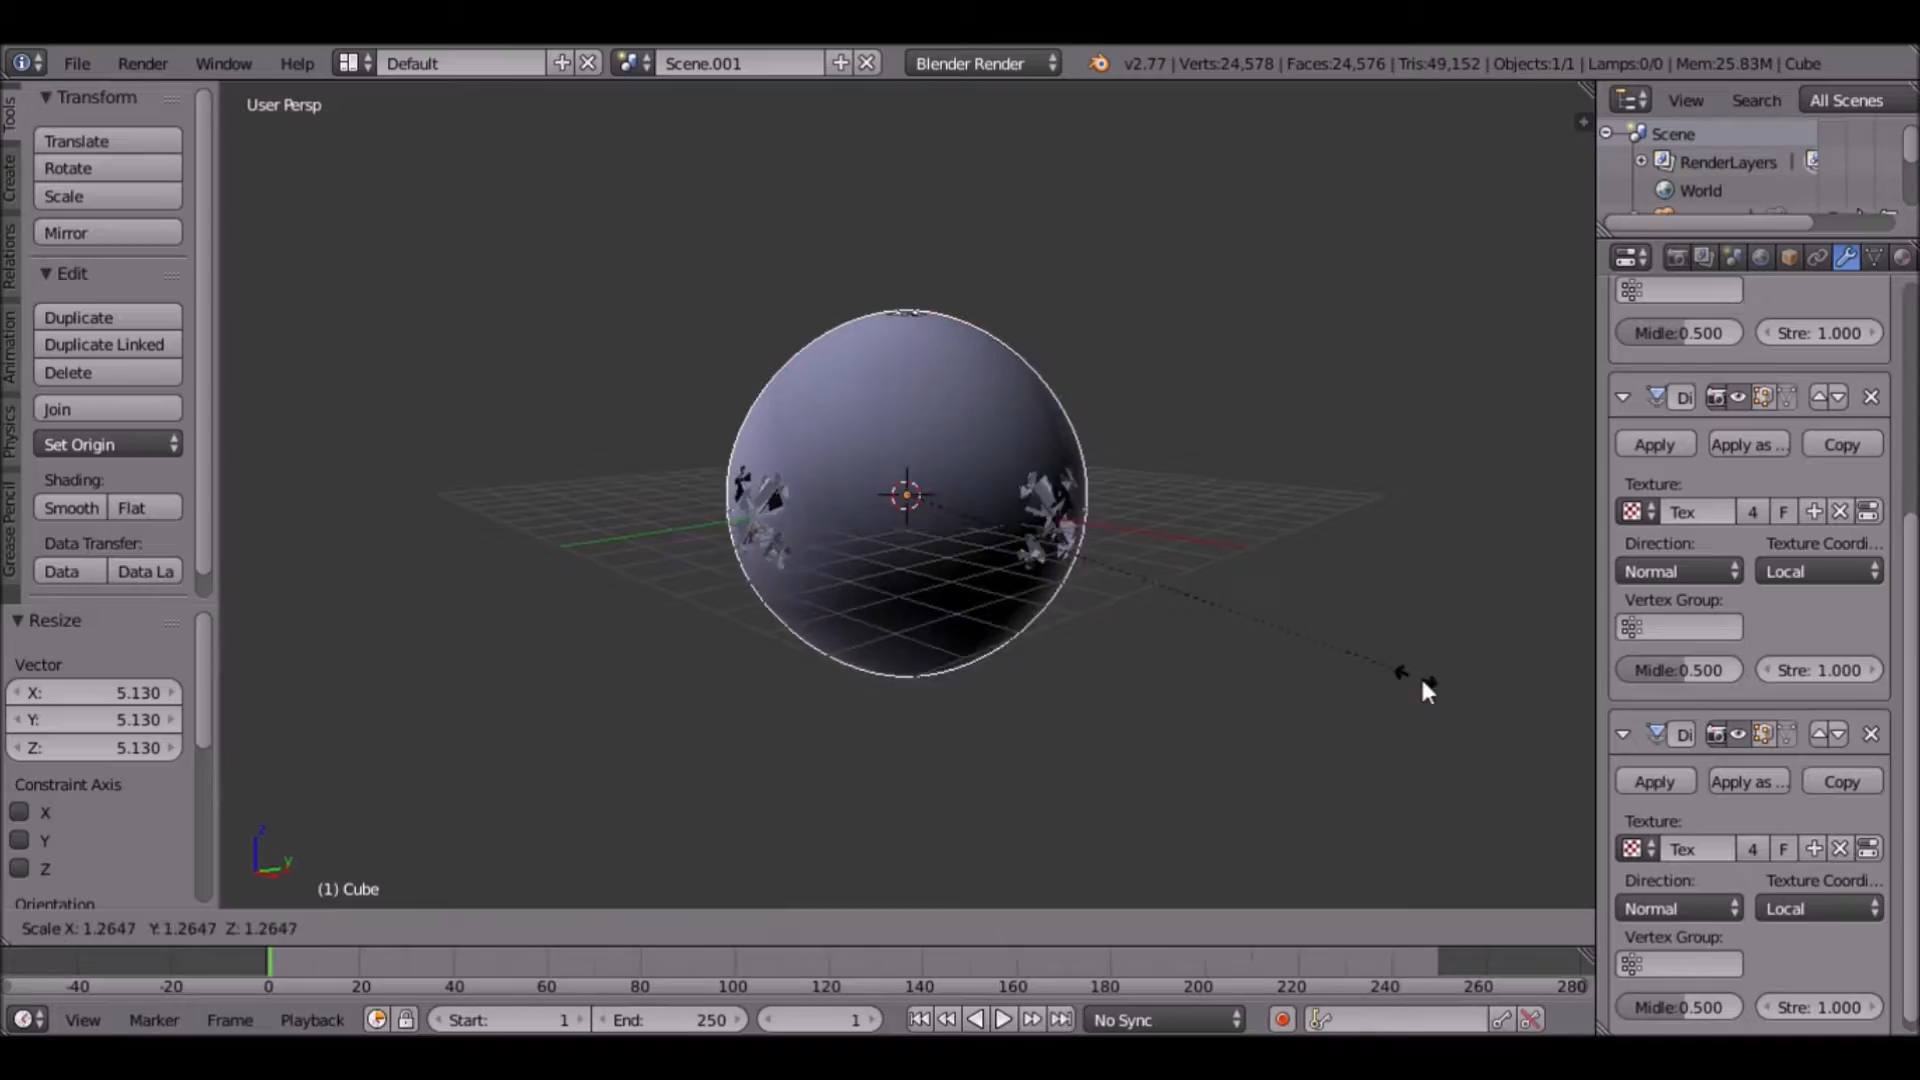 File Render Window Help Default Scene.001 Blender Render v2.77 | Verts:24,578 | Faces:24,576 | Tris:49,152 | Objects:1/1 | Lamps:0/0 | Mem:25.83M | Cube
Tools
Create
Relations
Animation
Physics
Grease Pencil
Transform
Translate
Rotate
Scale
Mirror
Edit
Duplicate
Duplicate Linked
Delete
Join
Set Origin
Shading:
Smooth Flat
Data Transfer:
Data Data La
Resize
Vector
X: 5.130
Y: 5.130
Z: 5.130
Constraint Axis
X
Y
Z
Orientation
User Persp
z
y
(1) Cube
Scale X: 1.2647 Y: 1.2647 Z: 1.2647
-40 -20 0 20 40 60 80 100 120 140 160 180 200 220 240 260 280
View Marker Frame Playback Start: 1 End: 250 1 No Sync
View Search All Scenes
Scene
RenderLayers |
World
Midle:0.500 Stre: 1.000
Di
Apply Apply as ... Copy
Texture:
Tex 4 F
Direction: Texture Coordi...
Normal Local
Vertex Group:
Midle:0.500 Stre: 1.000
Di
Apply Apply as ... Copy
Texture:
Tex 4 F
Direction: Texture Coordi...
Normal Local
Vertex Group:
Midle:0.500 Stre: 1.000